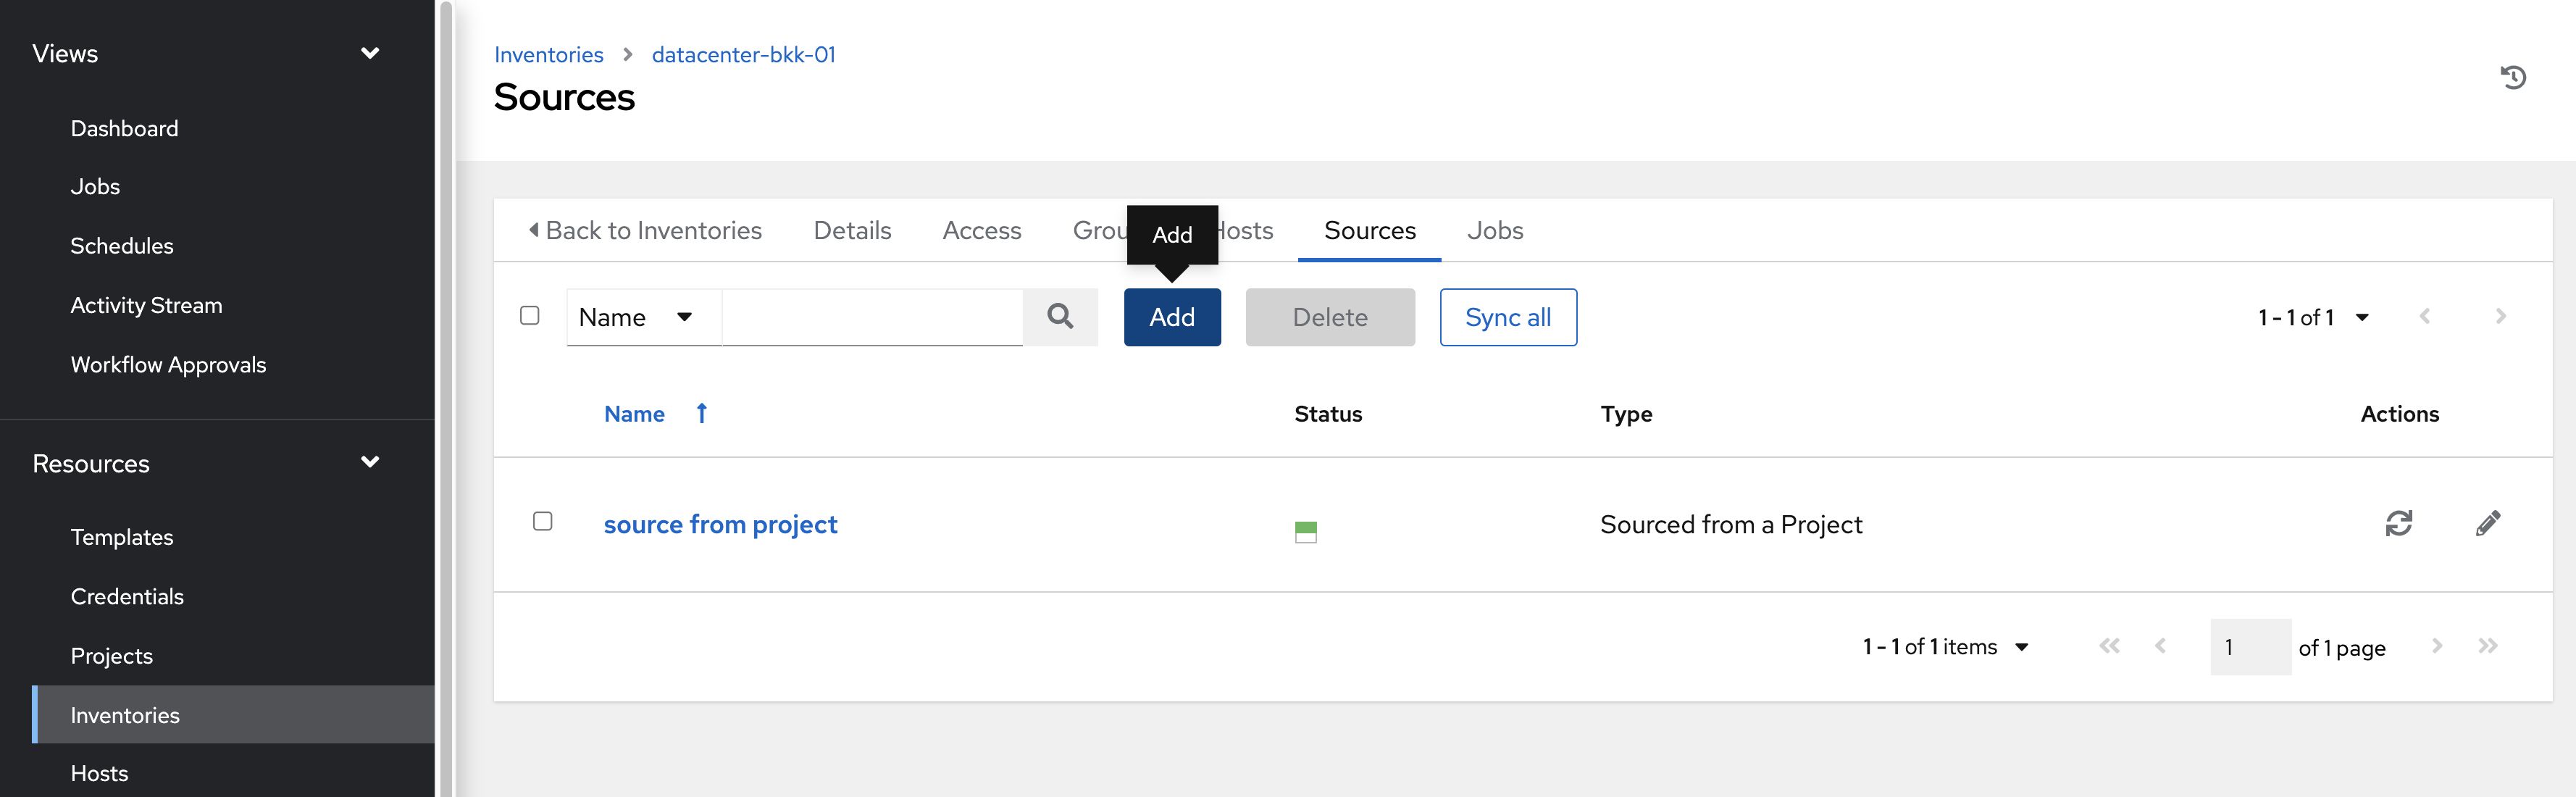 Views
Dashboard
Jobs
Schedules
Activity Stream
Workflow Approvals
Resources
Templates
Credentials
Projects
Inventories
Hosts
Inventories > datacenter-bkk-01
Sources
Back to Inventories Details Access Grou Hosts Sources Jobs
Add
Name Add Delete Sync all 1 - 1 of 1
Name Status Type Actions
source from project Sourced from a Project
1 - 1 of 1 items 1 of 1 page